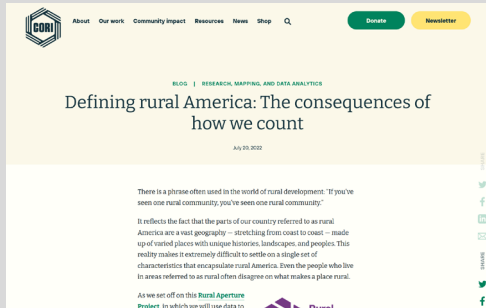 CORI
About Our work Community impact Resources News Shop
Donate
Newsletter
BLOG | RESEARCH, MAPPING, AND DATA ANALYTICS
Defining rural America: The consequences of
how we count
July 20, 2022
There is a phrase often used in the world of rural development: "If you've
seen one rural community, you've seen one rural community."
It reflects the fact that the parts of our country referred to as rural
America are a vast geography — stretching from coast to coast — made
up of varied places with unique histories, landscapes, and peoples. This
reality makes it extremely difficult to settle on a single set of
characteristics that encapsulate rural America. Even the people who live
in areas referred to as rural often disagree on what makes a place rural.
As we set off on this Rural Aperture
Project, in which we will use data to
Rural
SHARE
SHARE